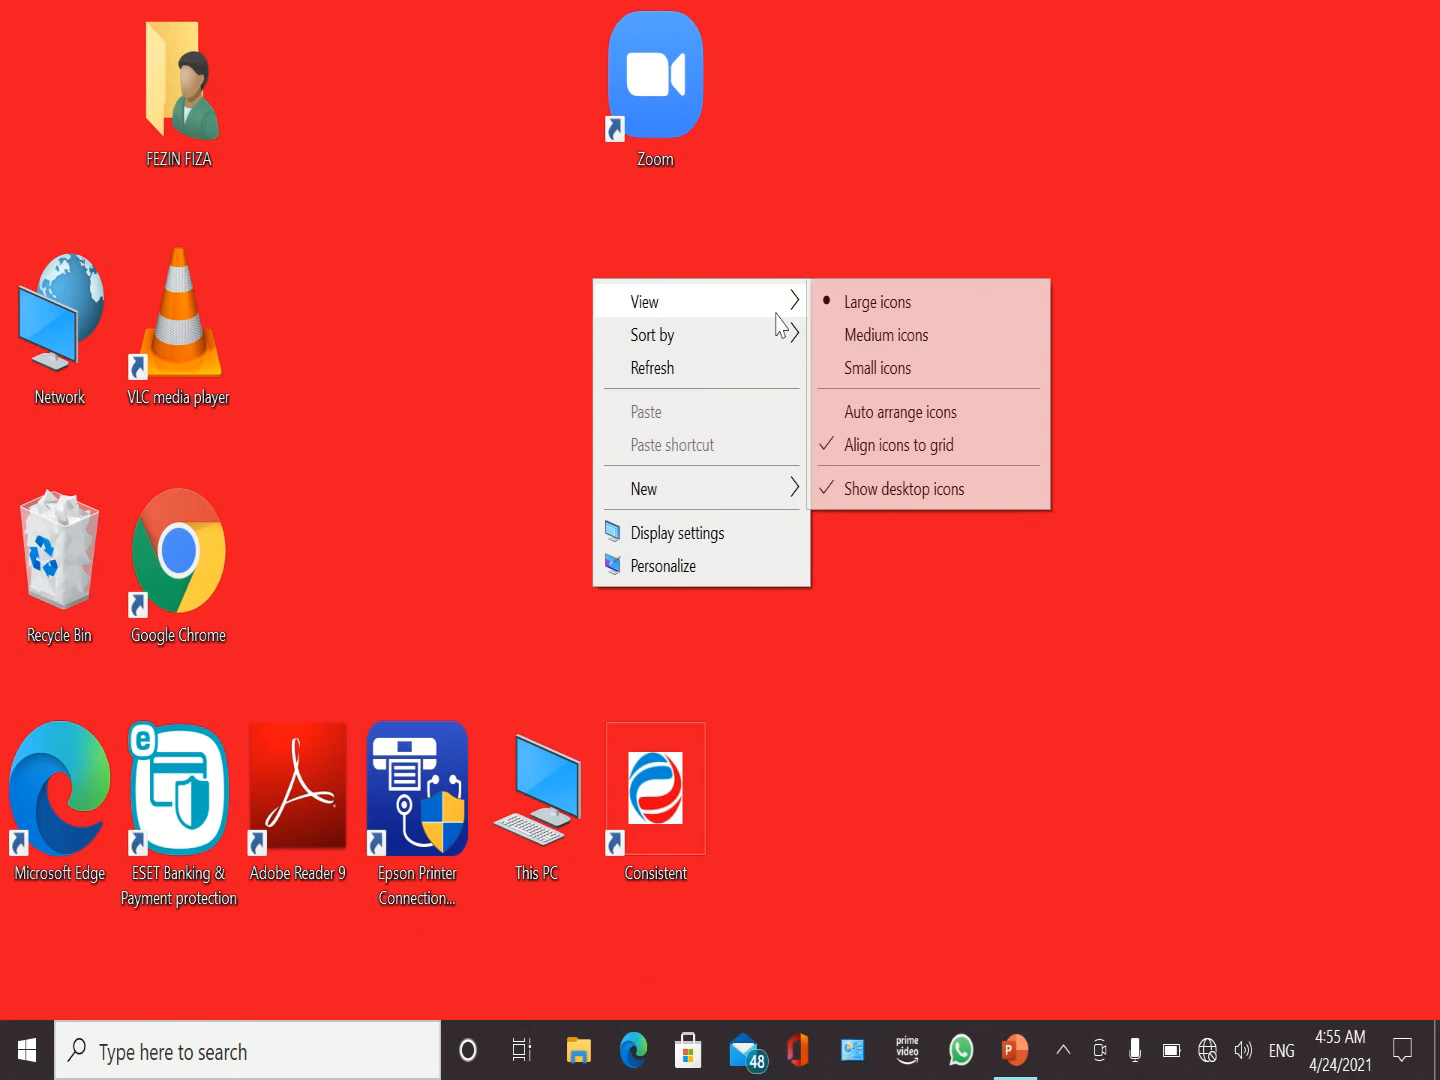 FEZIN FIZA
Zoom
Network
VLC media player
View
Sort by
Refresh
Paste
Paste shortcut
New
Display settings
Personalize
Large icons
Medium icons
Small icons
Auto arrange icons
Align icons to grid
Show desktop icons
Recycle Bin
Google Chrome
e
Microsoft Edge
ESET Banking &
Payment protection
Adobe Reader 9
Epson Printer
Connection...
This PC
Consistent
Type here to search
48
prime
video
P
ENG
4:55 AM
4/24/2021